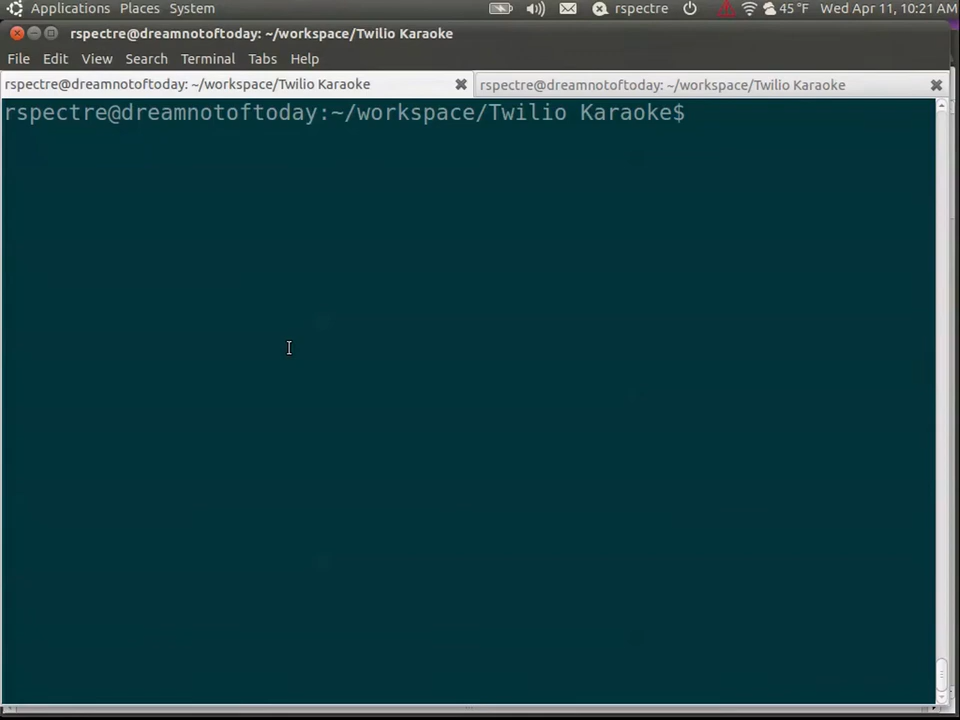 Applications Places System rspectre 45 °F Wed Apr 11, 10:21 AM
rspectre@dreamnotoftoday: ~/workspace/Twilio Karaoke
File Edit View Search Terminal Tabs Help
rspectre@dreamnotoftoday: ~/workspace/Twilio Karaoke rspectre@dreamnotoftoday: ~/workspace/Twilio Karaoke
rspectre@dreamnotoftoday:~/workspace/Twilio Karaoke$